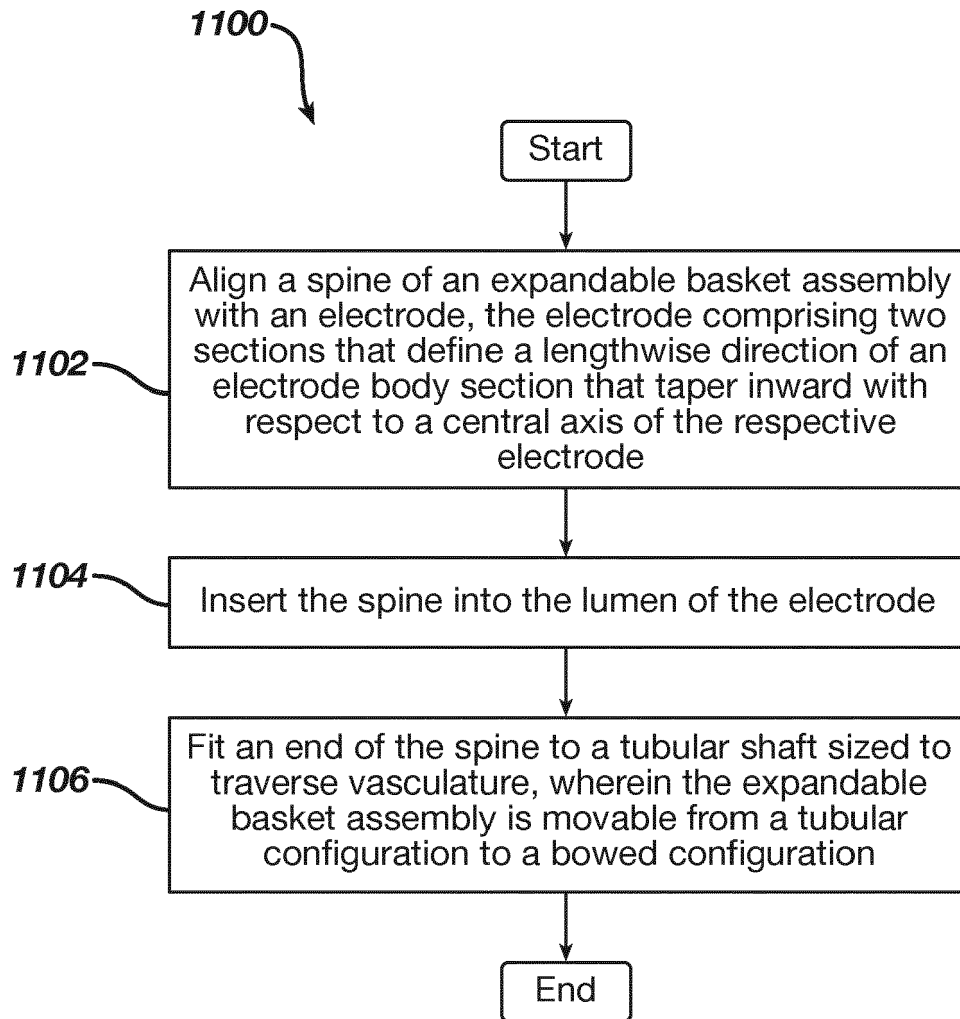 1100
Start
1102
Align a spine of an expandable basket assembly
with an electrode, the electrode comprising two
sections that define a lengthwise direction of an
electrode body section that taper inward with
respect to a central axis of the respective
electrode
1104
Insert the spine into the lumen of the electrode
1106
Fit an end of the spine to a tubular shaft sized to
traverse vasculature, wherein the expandable
basket assembly is movable from a tubular
configuration to a bowed configuration
End